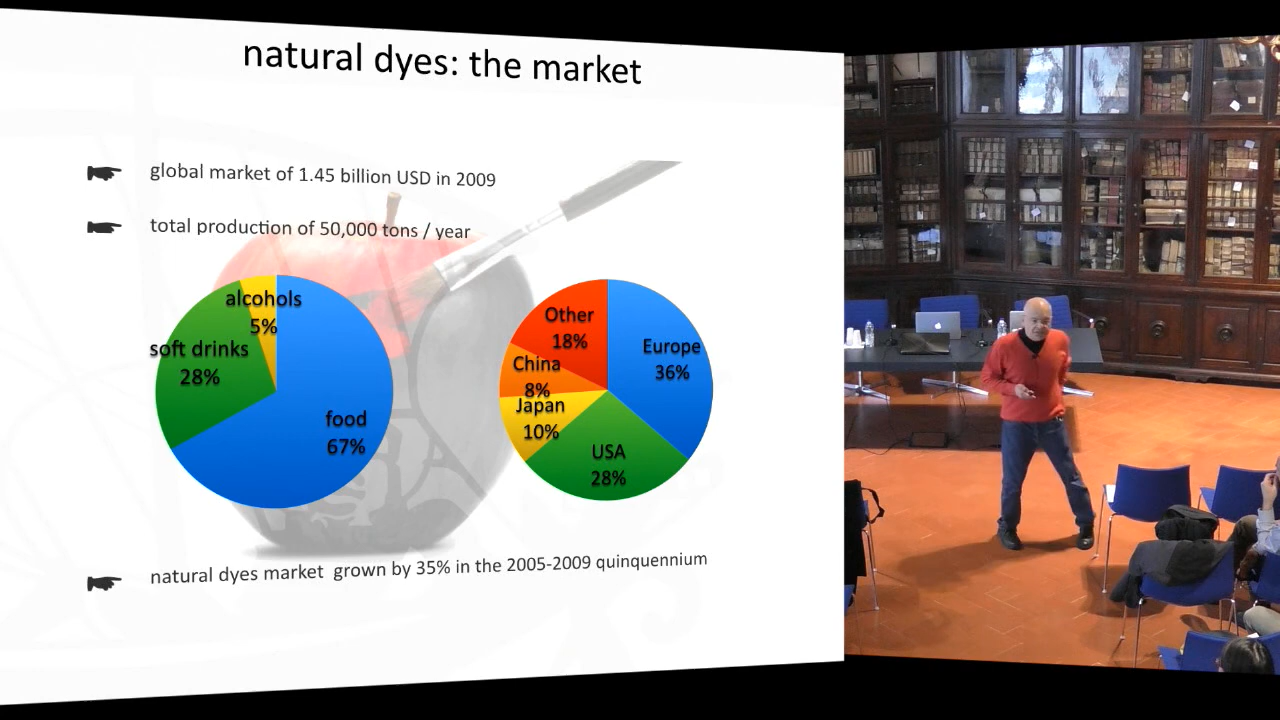 natural dyes: the market
global market of 1.45 billion USD in 2009
total production of 50,000 tons / year
alcohols
5%
soft drinks
28%
food
67%
Other
18%
China
8%
Japan
10%
Europe
36%
USA
28%
natural dyes market grown by 35% in the 2005-2009 quinquennium